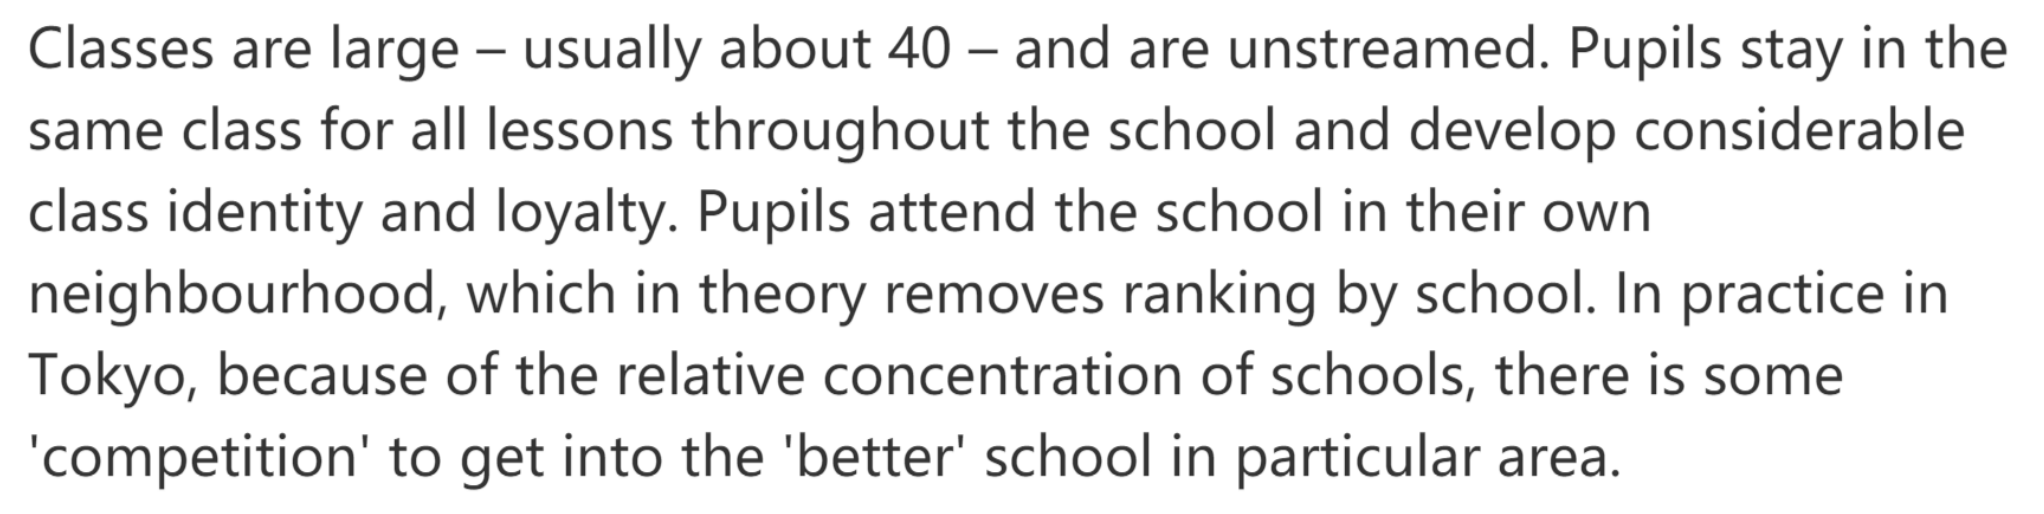 Classes are large – usually about 40 – and are unstreamed. Pupils stay in the
same class for all lessons throughout the school and develop considerable
class identity and loyalty. Pupils attend the school in their own
neighbourhood, which in theory removes ranking by school. In practice in
Tokyo, because of the relative concentration of schools, there is some
'competition' to get into the 'better' school in particular area.